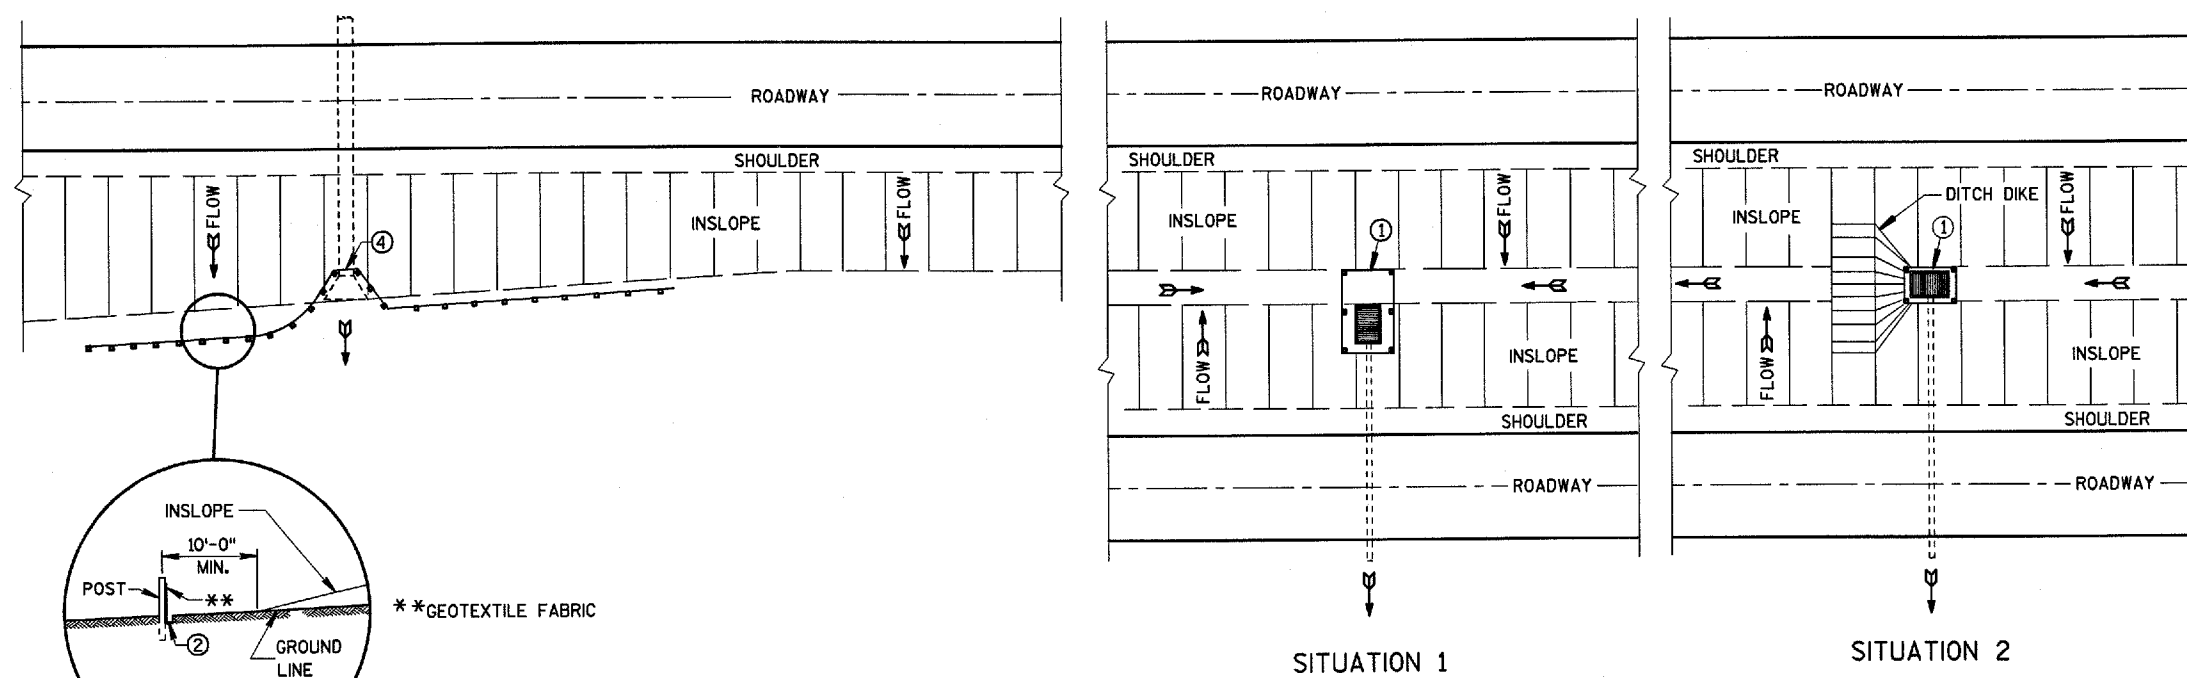 ROADWAY
SHOULDER
FLOW
INSLOPE
FLOW
4
INSLOPE
10'-0"
MIN.
POST
**
2
GROUND
LINE
**GEOTEXTILE FABRIC
ROADWAY
SHOULDER
INSLOPE
FLOW
1
FLOW
INSLOPE
SHOULDER
ROADWAY
SITUATION 1
ROADWAY
SHOULDER
INSLOPE
DITCH DIKE
FLOW
1
FLOW
INSLOPE
SHOULDER
ROADWAY
SITUATION 2